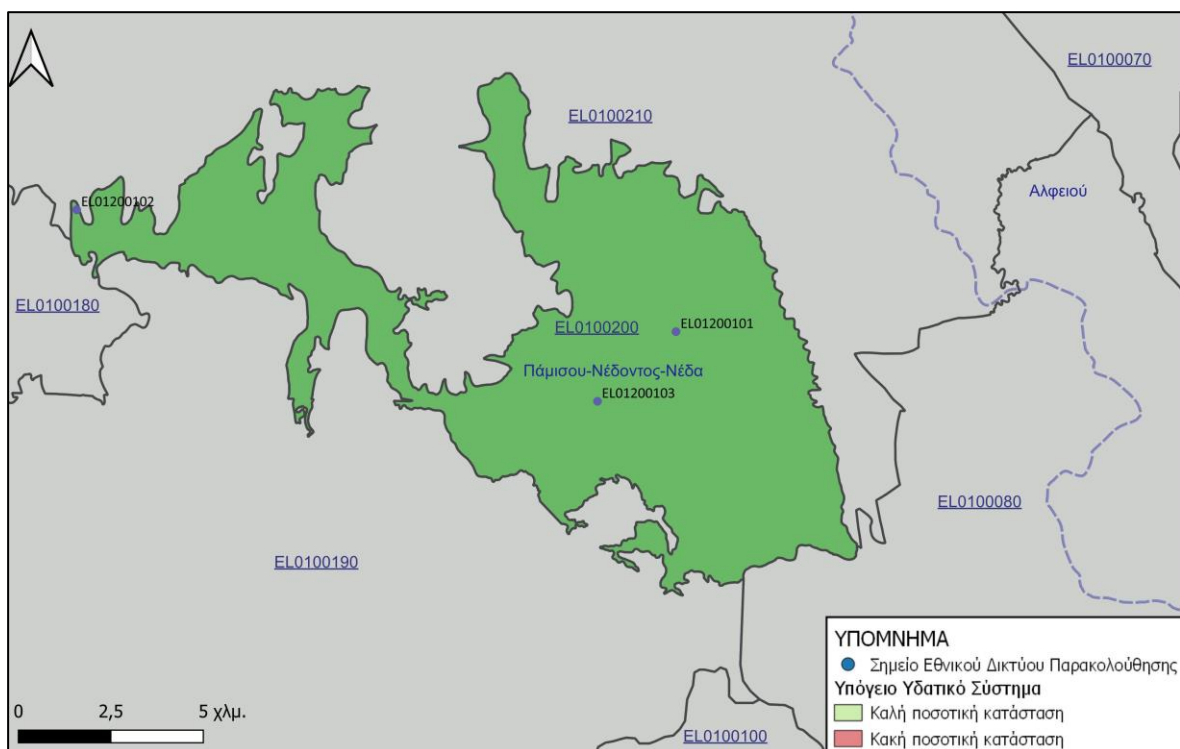 EL0100070
EL0100210
Αλφειού
EL01200102
EL0100180
EL0100200
EL01200101
Πάμισου-Νέδοντος-Νέδα
EL01200103
EL0100080
EL0100190
EL0100100
0 2,5 5 χλμ.
ΥΠΟΜΝΗΜΑ
Σημείο Εθνικού Δικτύου Παρακολούθησης
Υπόγειο Υδατικό Σύστημα
Καλή ποσοτική κατάσταση
Κακή ποσοτική κατάσταση